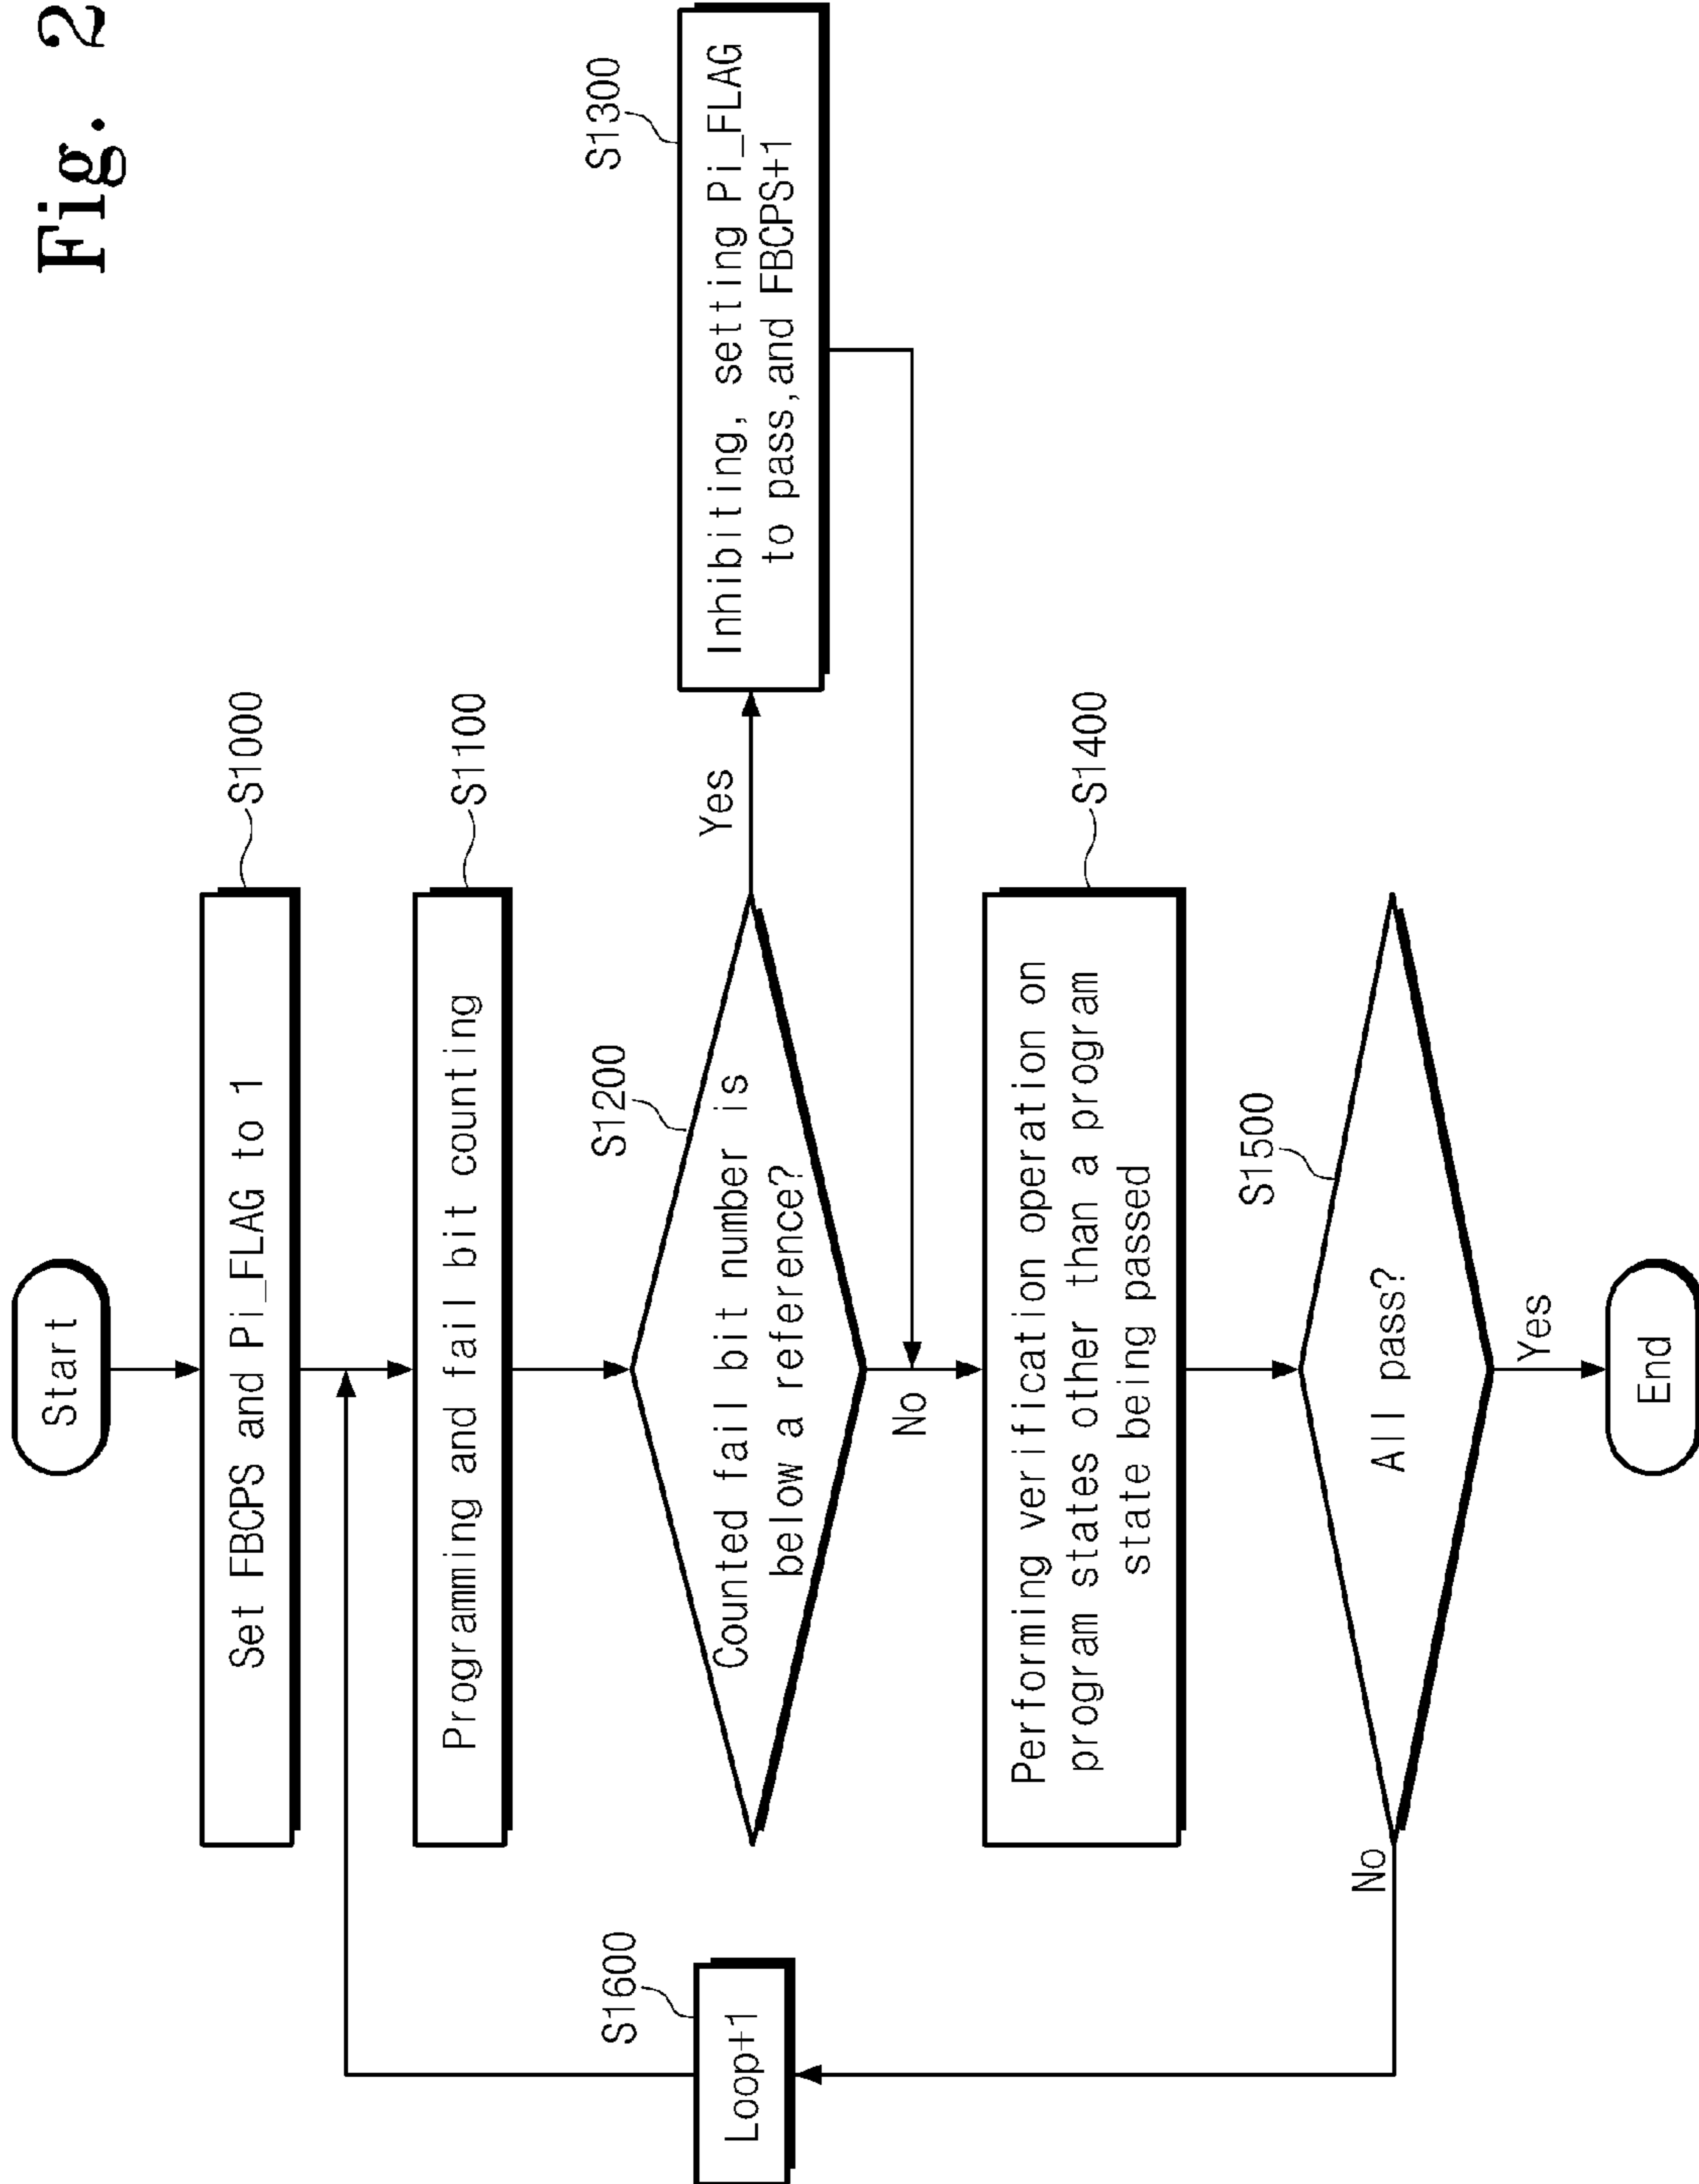 Fig. 2
Start
Set FBCPS and Pi_FLAG to 1
S1000
Programming and fail bit counting
S1100
Counted fail bit number is
below a reference?
S1200
Yes
No
Inhibiting, setting Pi_FLAG
to pass,and FBCPS+1
S1300
Performing verification operation on
program states other than a program
state being passed
S1400
All pass?
S1500
No
Yes
Loop+1
S1600
End